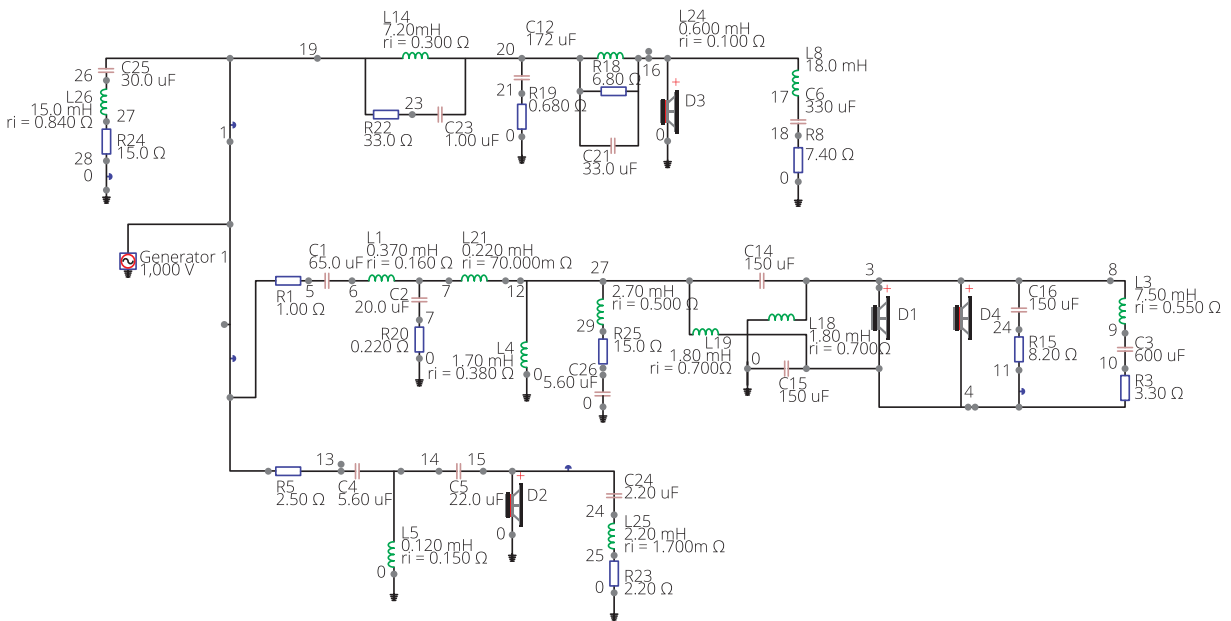 L14
7.20mH
ri = 0.300 Ω
19
C12
172 uF
20
L24
0.600 mH
ri = 0.100 Ω
16
L8
18.0 mH
26
C25
30.0 uF
L26
15.0 mH
ri = 0.840 Ω
27
R24
15.0 Ω
28
0
1
R22
33.0 Ω
23
C23
1.00 uF
21
R19
0.680 Ω
0
R18
6.80 Ω
C21
33.0 uF
+
D3
0
17
C6
330 uF
18
R8
7.40 Ω
0
Generator 1
1,000 V
R1
1.00 Ω
5
C1
65.0 uF
6
L1
0.370 mH
ri = 0.160 Ω
C2
20.0 uF
7
R20
0.220 Ω
0
7
L21
0.220 mH
ri = 70.000m Ω
12
L4
1.70 mH
ri = 0.380 Ω
0
27
2.70 mH
ri = 0.500 Ω
29
R25
15.0 Ω
C26
5.60 uF
0
C14
150 uF
L18
1.80 mH
ri = 0.700Ω
L19
1.80 mH
ri = 0.700Ω
0
C15
150 uF
3
+
D1
+
D4
C16
150 uF
24
R15
8.20 Ω
11
4
8
L3
7.50 mH
ri = 0.550 Ω
9
C3
600 uF
10
R3
3.30 Ω
R5
2.50 Ω
13
C4
5.60 uF
14
L5
0.120 mH
ri = 0.150 Ω
0
15
C5
22.0 uF
+
D2
0
C24
2.20 uF
24
L25
2.20 mH
ri = 1.700m Ω
25
R23
2.20 Ω
0